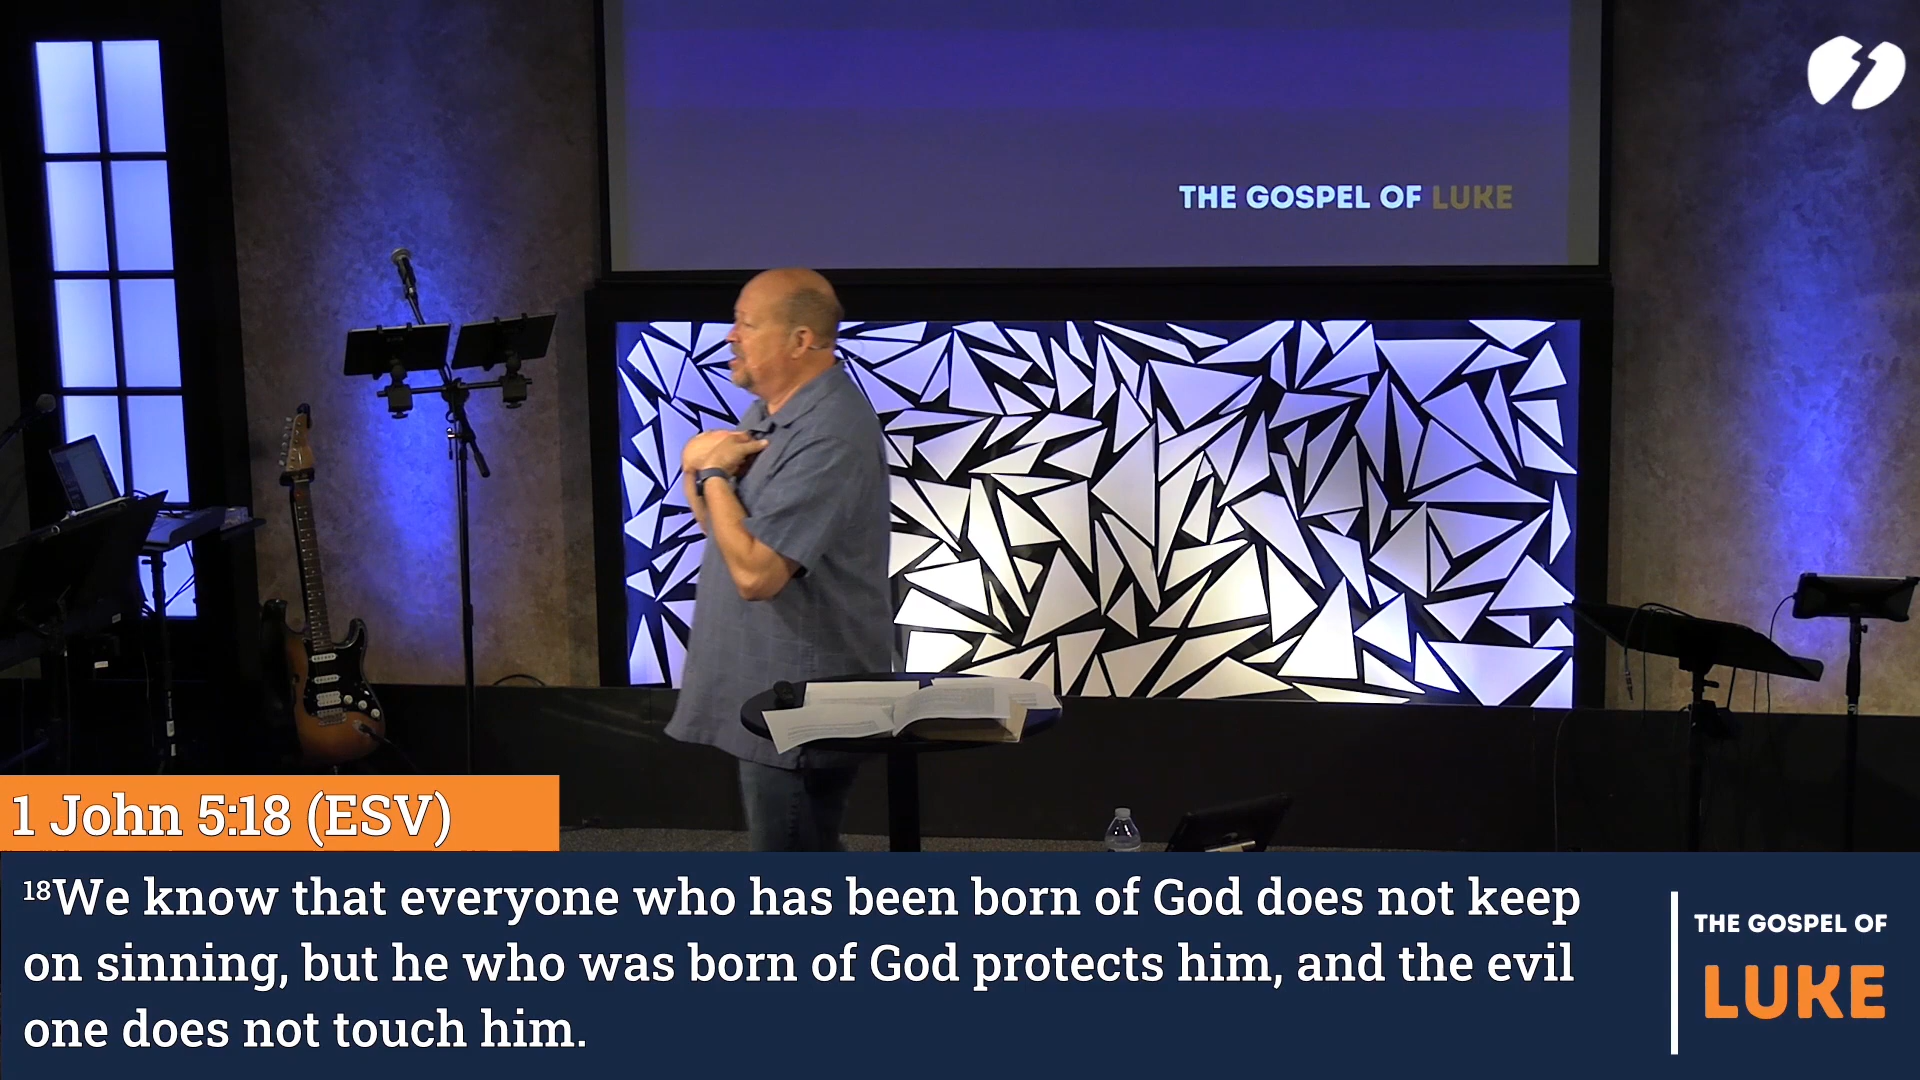 THE GOSPEL OF LUKE
1 John 5:18 (ESV)
18We know that everyone who has been born of God does not keep
on sinning, but he who was born of God protects him, and the evil
one does not touch him.
THE GOSPEL OF
LUKE